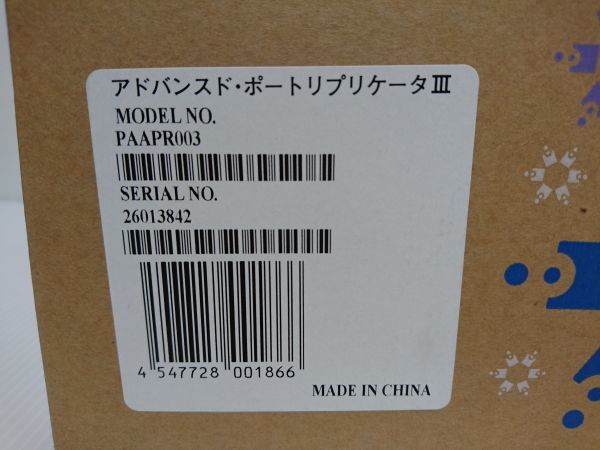 アドバンスド・ポートリプリケータⅢ
MODEL NO.
PAAPR003
SERIAL NO.
26013842
4 547728 001866
MADE IN CHINA